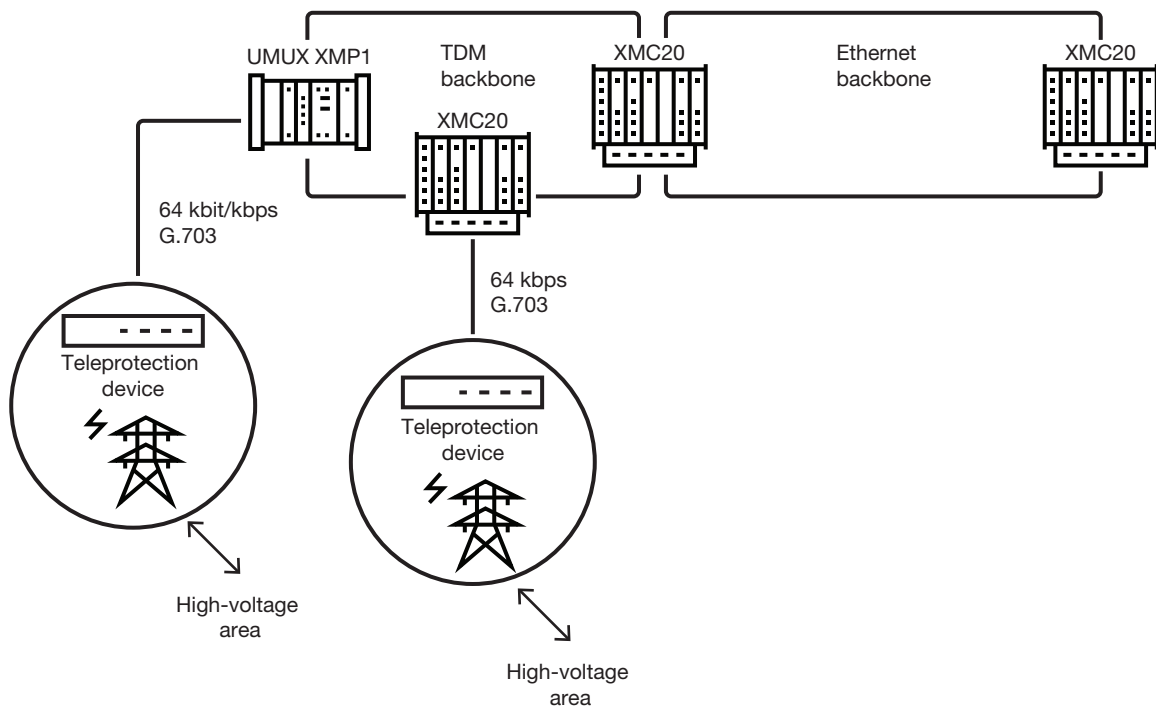 UMUX XMP1
TDM
backbone
XMC20
Ethernet
backbone
XMC20
XMC20
64 kbit/kbps
G.703
64 kbps
G.703
Teleprotection
device
Teleprotection
device
High-voltage
area
High-voltage
area